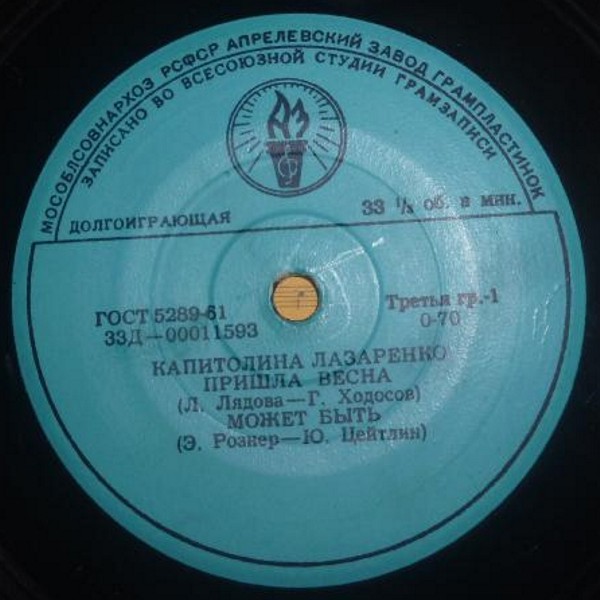 МОСОБЛСОВНАРХОЗ РСФСР АПРЕЛЕВСКИЙ ЗАВОД ГРАМПЛАСТИНОК
ЗАПИСАНО ВО ВСЕСОЮЗНОЙ СТУДИИ ГРАМЗАПИСИ
АЗ
ДОЛГОИГРАЮЩАЯ 33 ⅓ об. в мин.
ГОСТ 5289-61 Третья гр.-1
33Д—00011593 0-70
КАПИТОЛИНА ЛАЗАРЕНКО
ПРИШЛА ВЕСНА
(Л. Лядова—Г. Ходосов)
МОЖЕТ БЫТЬ
(Э. Рознер—Ю. Цейтлин)